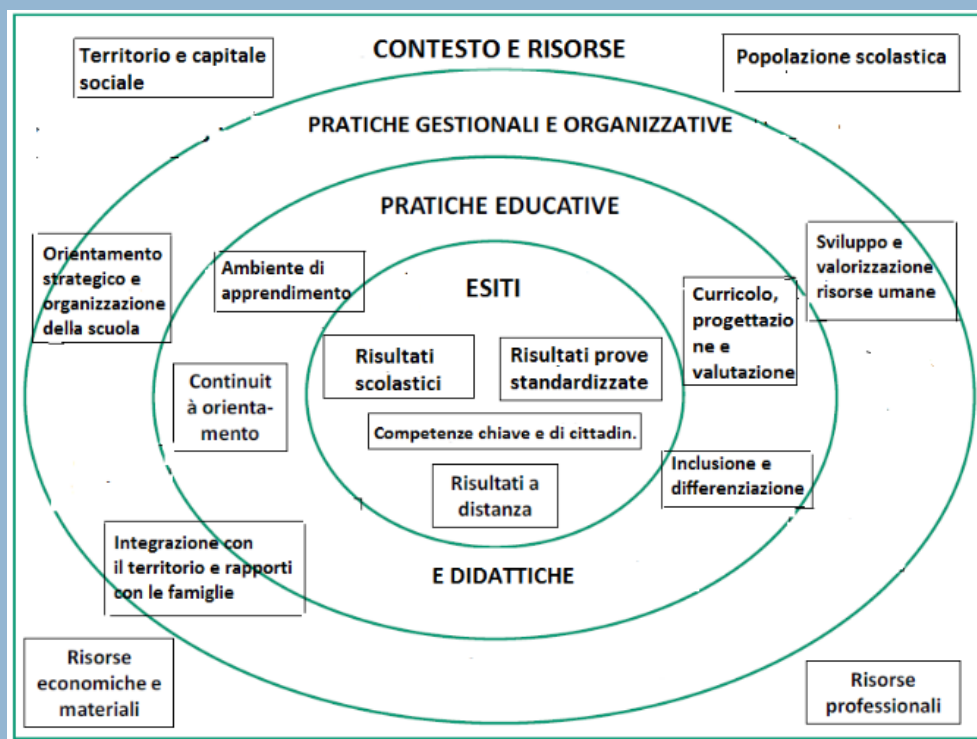 Territorio e capitale
sociale
CONTESTO E RISORSE
Popolazione scolastica
PRATICHE GESTIONALI E ORGANIZZATIVE
PRATICHE EDUCATIVE
Orientamento
strategico e
organizzazione
della scuola
Ambiente di
apprendimento
ESITI
Curricolo,
progettazio
ne e
valutazione
Sviluppo e
valorizzazione
risorse umane
Risultati
scolastici
Risultati prove
standardizzate
Continuit
à orienta-
mento
Competenze chiave e di cittadin.
Risultati a
distanza
Inclusione e
differenziazione
Integrazione con
il territorio e rapporti
con le famiglie
E DIDATTICHE
Risorse
economiche e
materiali
Risorse
professionali